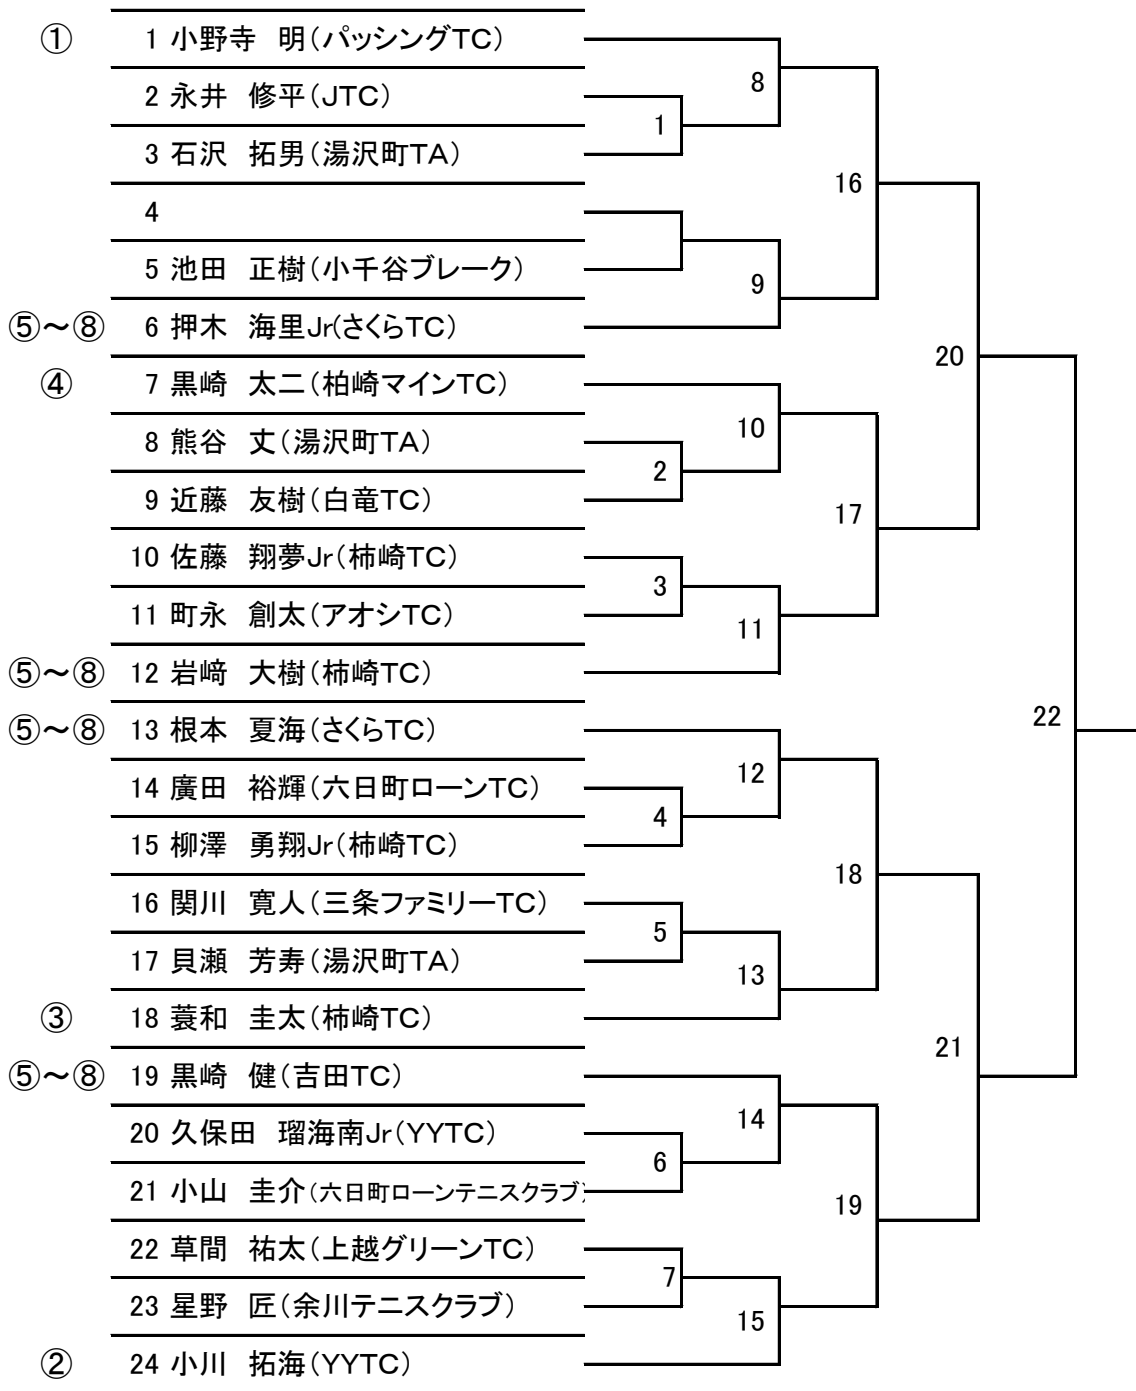 ① 1 小野寺　明(パッシングTC)
8
2 永井　修平(JTC)
1
3 石沢　拓男(湯沢町TA)
16
4
5 池田　正樹(小千谷ブレーク)
9
⑤～⑧ 6 押木　海里Jr(さくらTC)
20
④ 7 黒崎　太二(柏崎マインTC)
10
8 熊谷　丈(湯沢町TA)
2
9 近藤　友樹(白竜TC)
17
10 佐藤　翔夢Jr(柿崎TC)
3
11 町永　創太(アオシTC)
11
⑤～⑧ 12 岩﨑　大樹(柿崎TC)
22
⑤～⑧ 13 根本　夏海(さくらTC)
12
14 廣田　裕輝(六日町ローンTC)
4
15 柳澤　勇翔Jr(柿崎TC)
18
16 関川　寛人(三条ファミリーTC)
5
17 貝瀬　芳寿(湯沢町TA)
13
③ 18 蓑和　圭太(柿崎TC)
21
⑤～⑧ 19 黒崎　健(吉田TC)
14
20 久保田　瑠海南Jr(YYTC)
6
21 小山　圭介(六日町ローンテニスクラブ)
19
22 草間　祐太(上越グリーンTC)
7
23 星野　匠(余川テニスクラブ)
15
② 24 小川　拓海(YYTC)